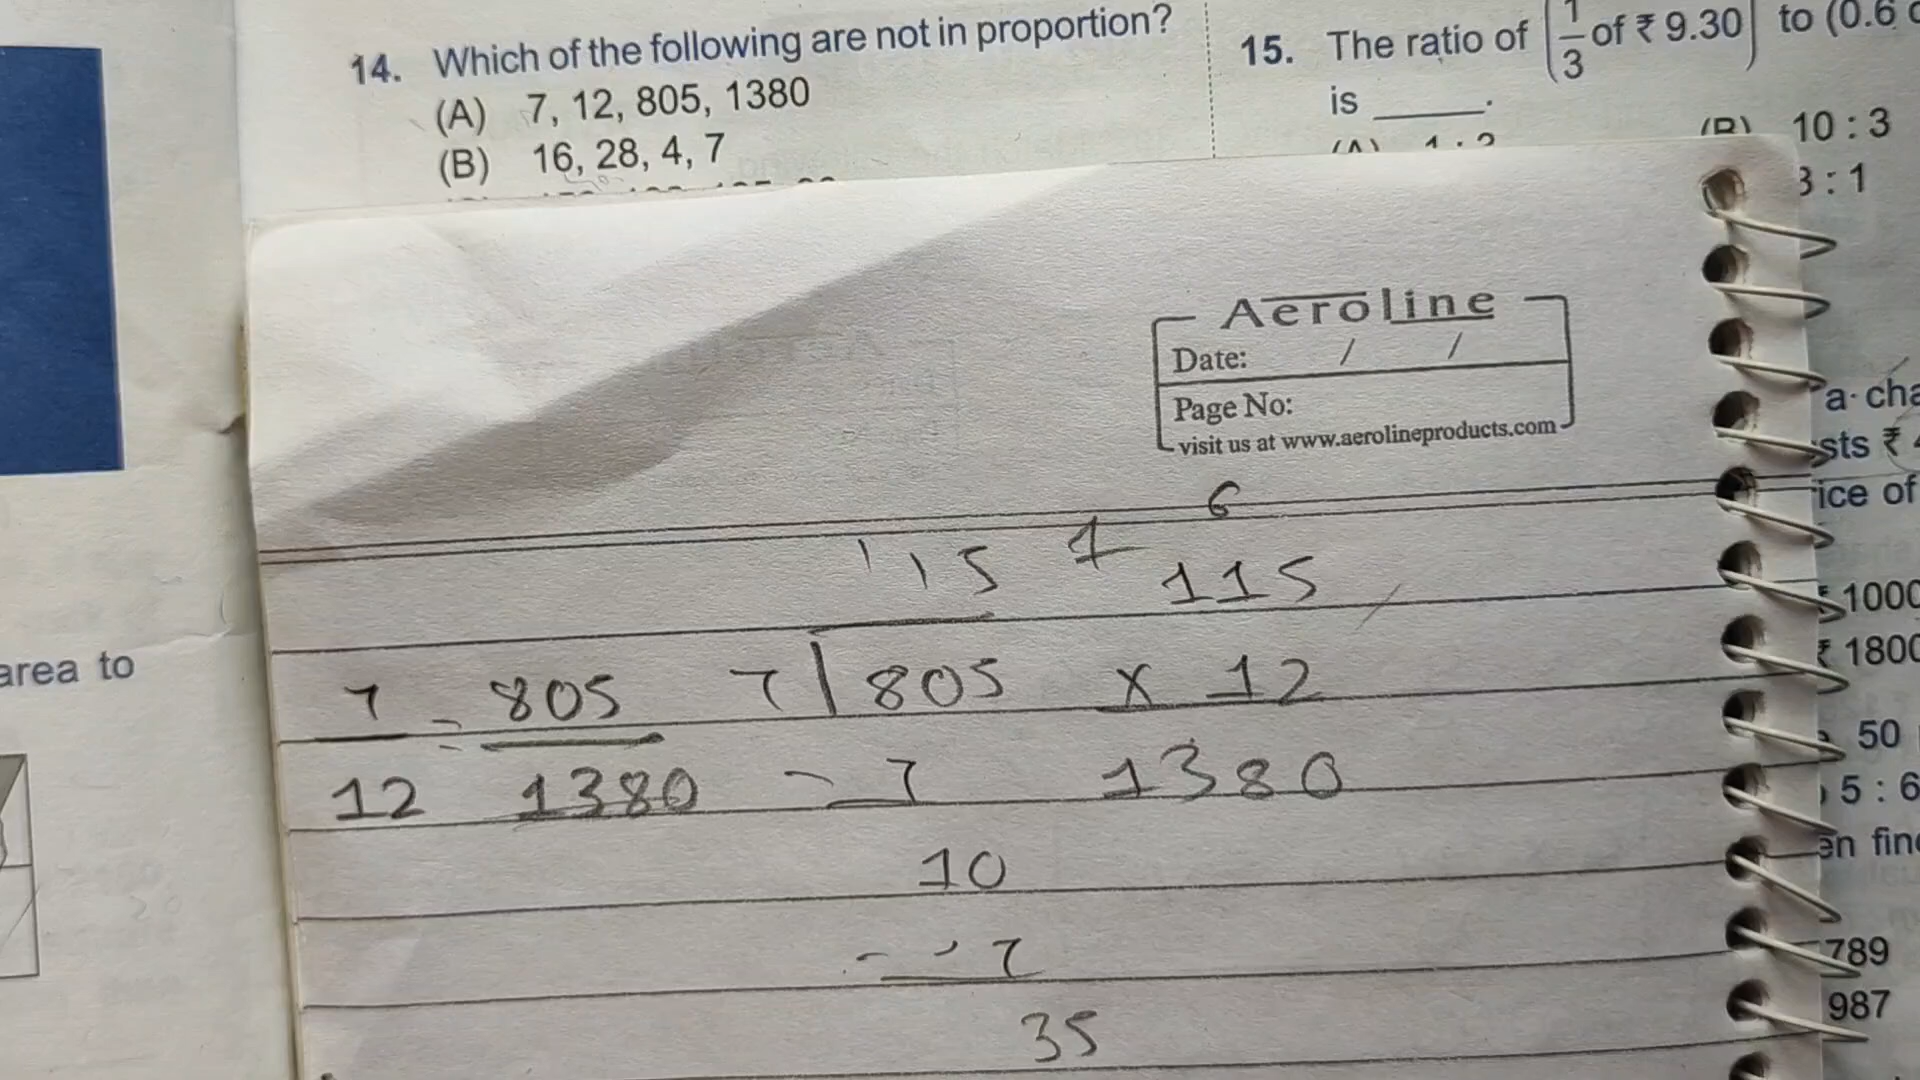 14. Which of the following are not in proportion?
(A) 7, 12, 805, 1380
(B) 16, 28, 4, 7
15. The ratio of (1/3 of ₹ 9.30) to (0.6
is ______.
(B) 10 : 3
3 : 1
Aeroline
Date: / /
Page No:
visit us at www.aerolineproducts.com
6
115 115
7 = 805 7 805 x 12
12 1380 - 7 1380
10
- 7
35
area to
a cha
sts ₹
ice of
₹ 1000
₹ 1800
50
5 : 6
en find
789
987